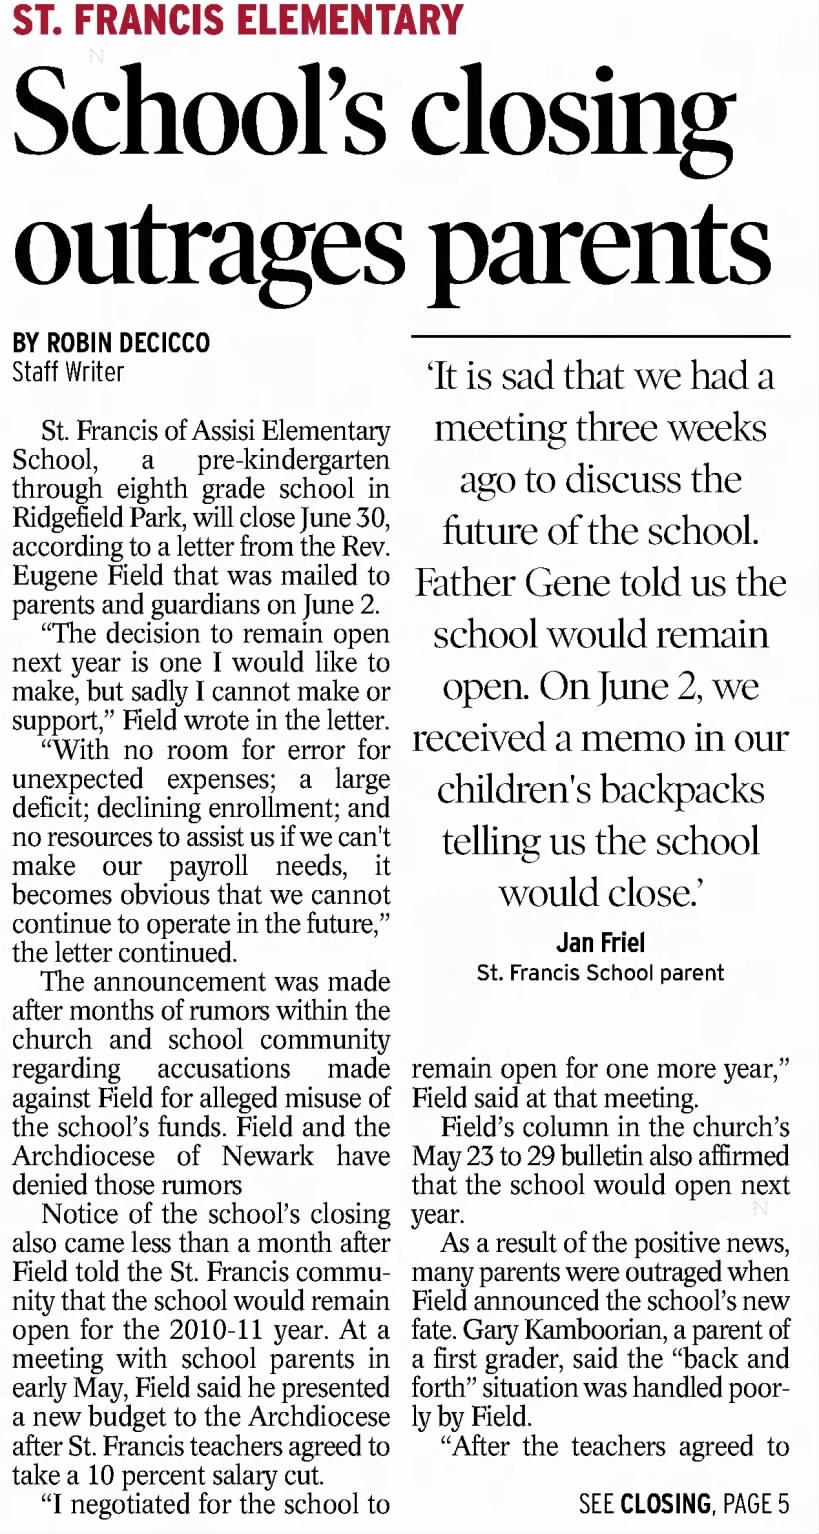 ST. FRANCIS ELEMENTARY
School’s closing
outrages parents
BY ROBIN DECICCO
Staff Writer
St. Francis of Assisi Elementary
School, a pre-kindergarten
through eighth grade school in
Ridgefield Park, will close June 30,
according to a letter from the Rev.
Eugene Field that was mailed to
parents and guardians on June 2.
“The decision to remain open
next year is one I would like to
make, but sadly I cannot make or
support,” Field wrote in the letter.
“With no room for error for
unexpected expenses; a large
deficit; declining enrollment; and
no resources to assist us if we can't
make our payroll needs, it
becomes obvious that we cannot
continue to operate in the future,”
the letter continued.
The announcement was made
after months of rumors within the
church and school community
regarding accusations made
against Field for alleged misuse of
the school’s funds. Field and the
Archdiocese of Newark have
denied those rumors
Notice of the school’s closing
also came less than a month after
Field told the St. Francis commu-
nity that the school would remain
open for the 2010-11 year. At a
meeting with school parents in
early May, Field said he presented
a new budget to the Archdiocese
after St. Francis teachers agreed to
take a 10 percent salary cut.
“I negotiated for the school to
‘It is sad that we had a
meeting three weeks
ago to discuss the
future of the school.
Father Gene told us the
school would remain
open. On June 2, we
received a memo in our
children's backpacks
telling us the school
would close.’
Jan Friel
St. Francis School parent
remain open for one more year,”
Field said at that meeting.
Field’s column in the church’s
May 23 to 29 bulletin also affirmed
that the school would open next
year.
As a result of the positive news,
many parents were outraged when
Field announced the school’s new
fate. Gary Kamboorian, a parent of
a first grader, said the “back and
forth” situation was handled poor-
ly by Field.
“After the teachers agreed to
SEE CLOSING, PAGE 5